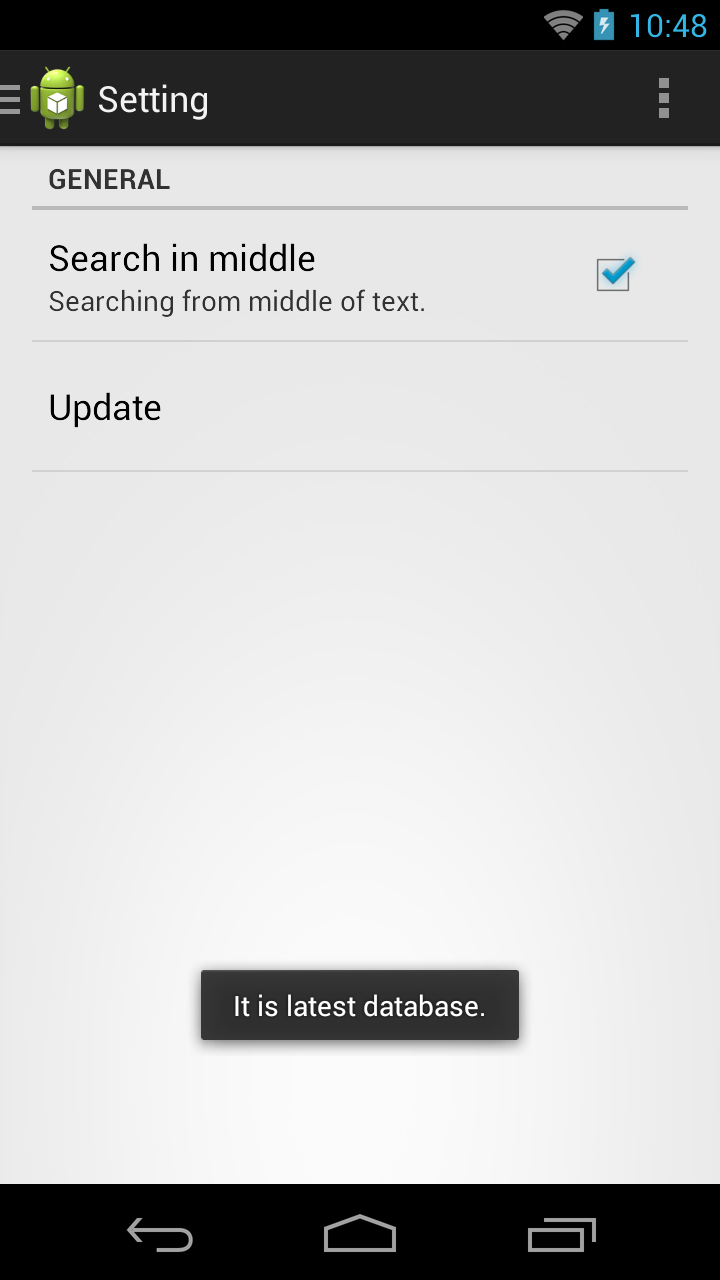 10:48
Setting
GENERAL
Search in middle
Searching from middle of text.
Update
It is latest database.